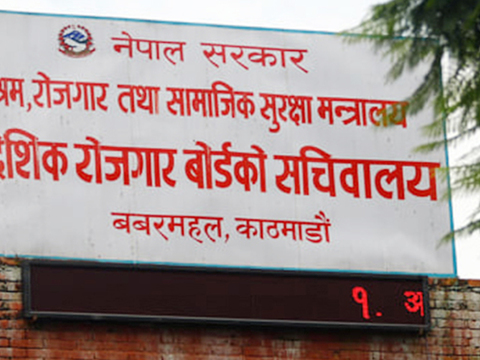 नेपाल सरकार
श्रम, रोजगार तथा सामाजिक सुरक्षा मन्त्रालय
देशिक रोजगार बोर्डको सचिवालय
बबरमहल, काठमाडौं
१. अ